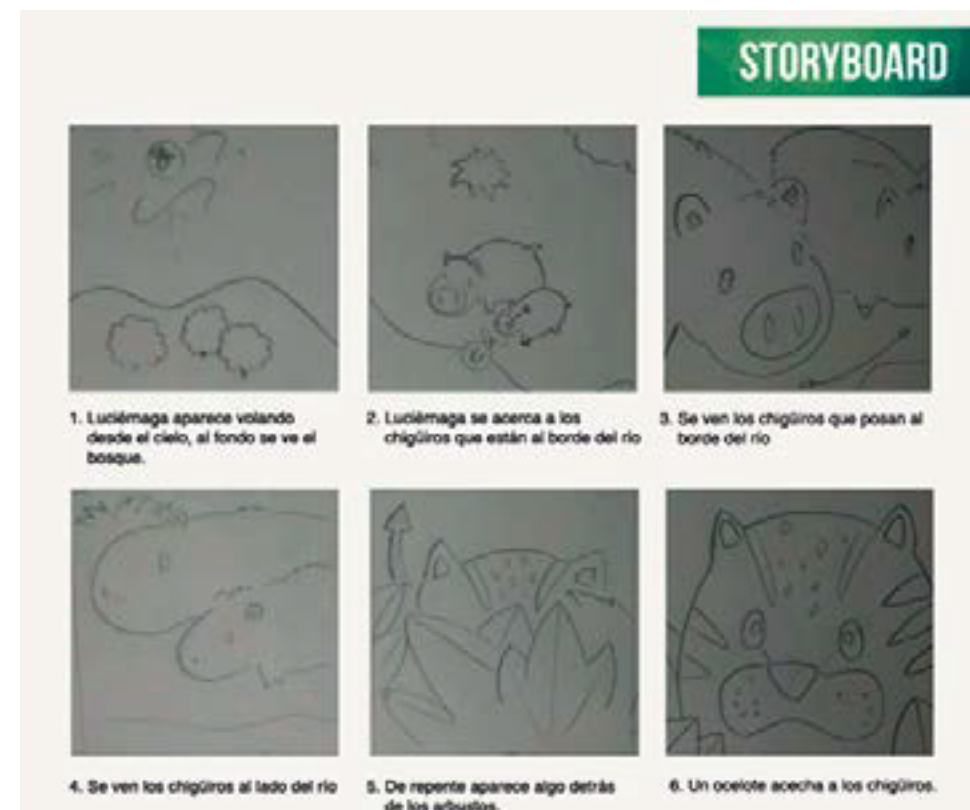 STORYBOARD
1. Luciérnaga aparece volando
desde el cielo, al fondo se ve el
bosque.
2. Luciérnaga se acerca a los
chigüiros que están al borde del río
3. Se ven los chigüiros que posan al
borde del río
4. Se ven los chigüiros al lado del río
5. De repente aparece algo detrás
de los arbustos.
6. Un ocelote acecha a los chigüiros.